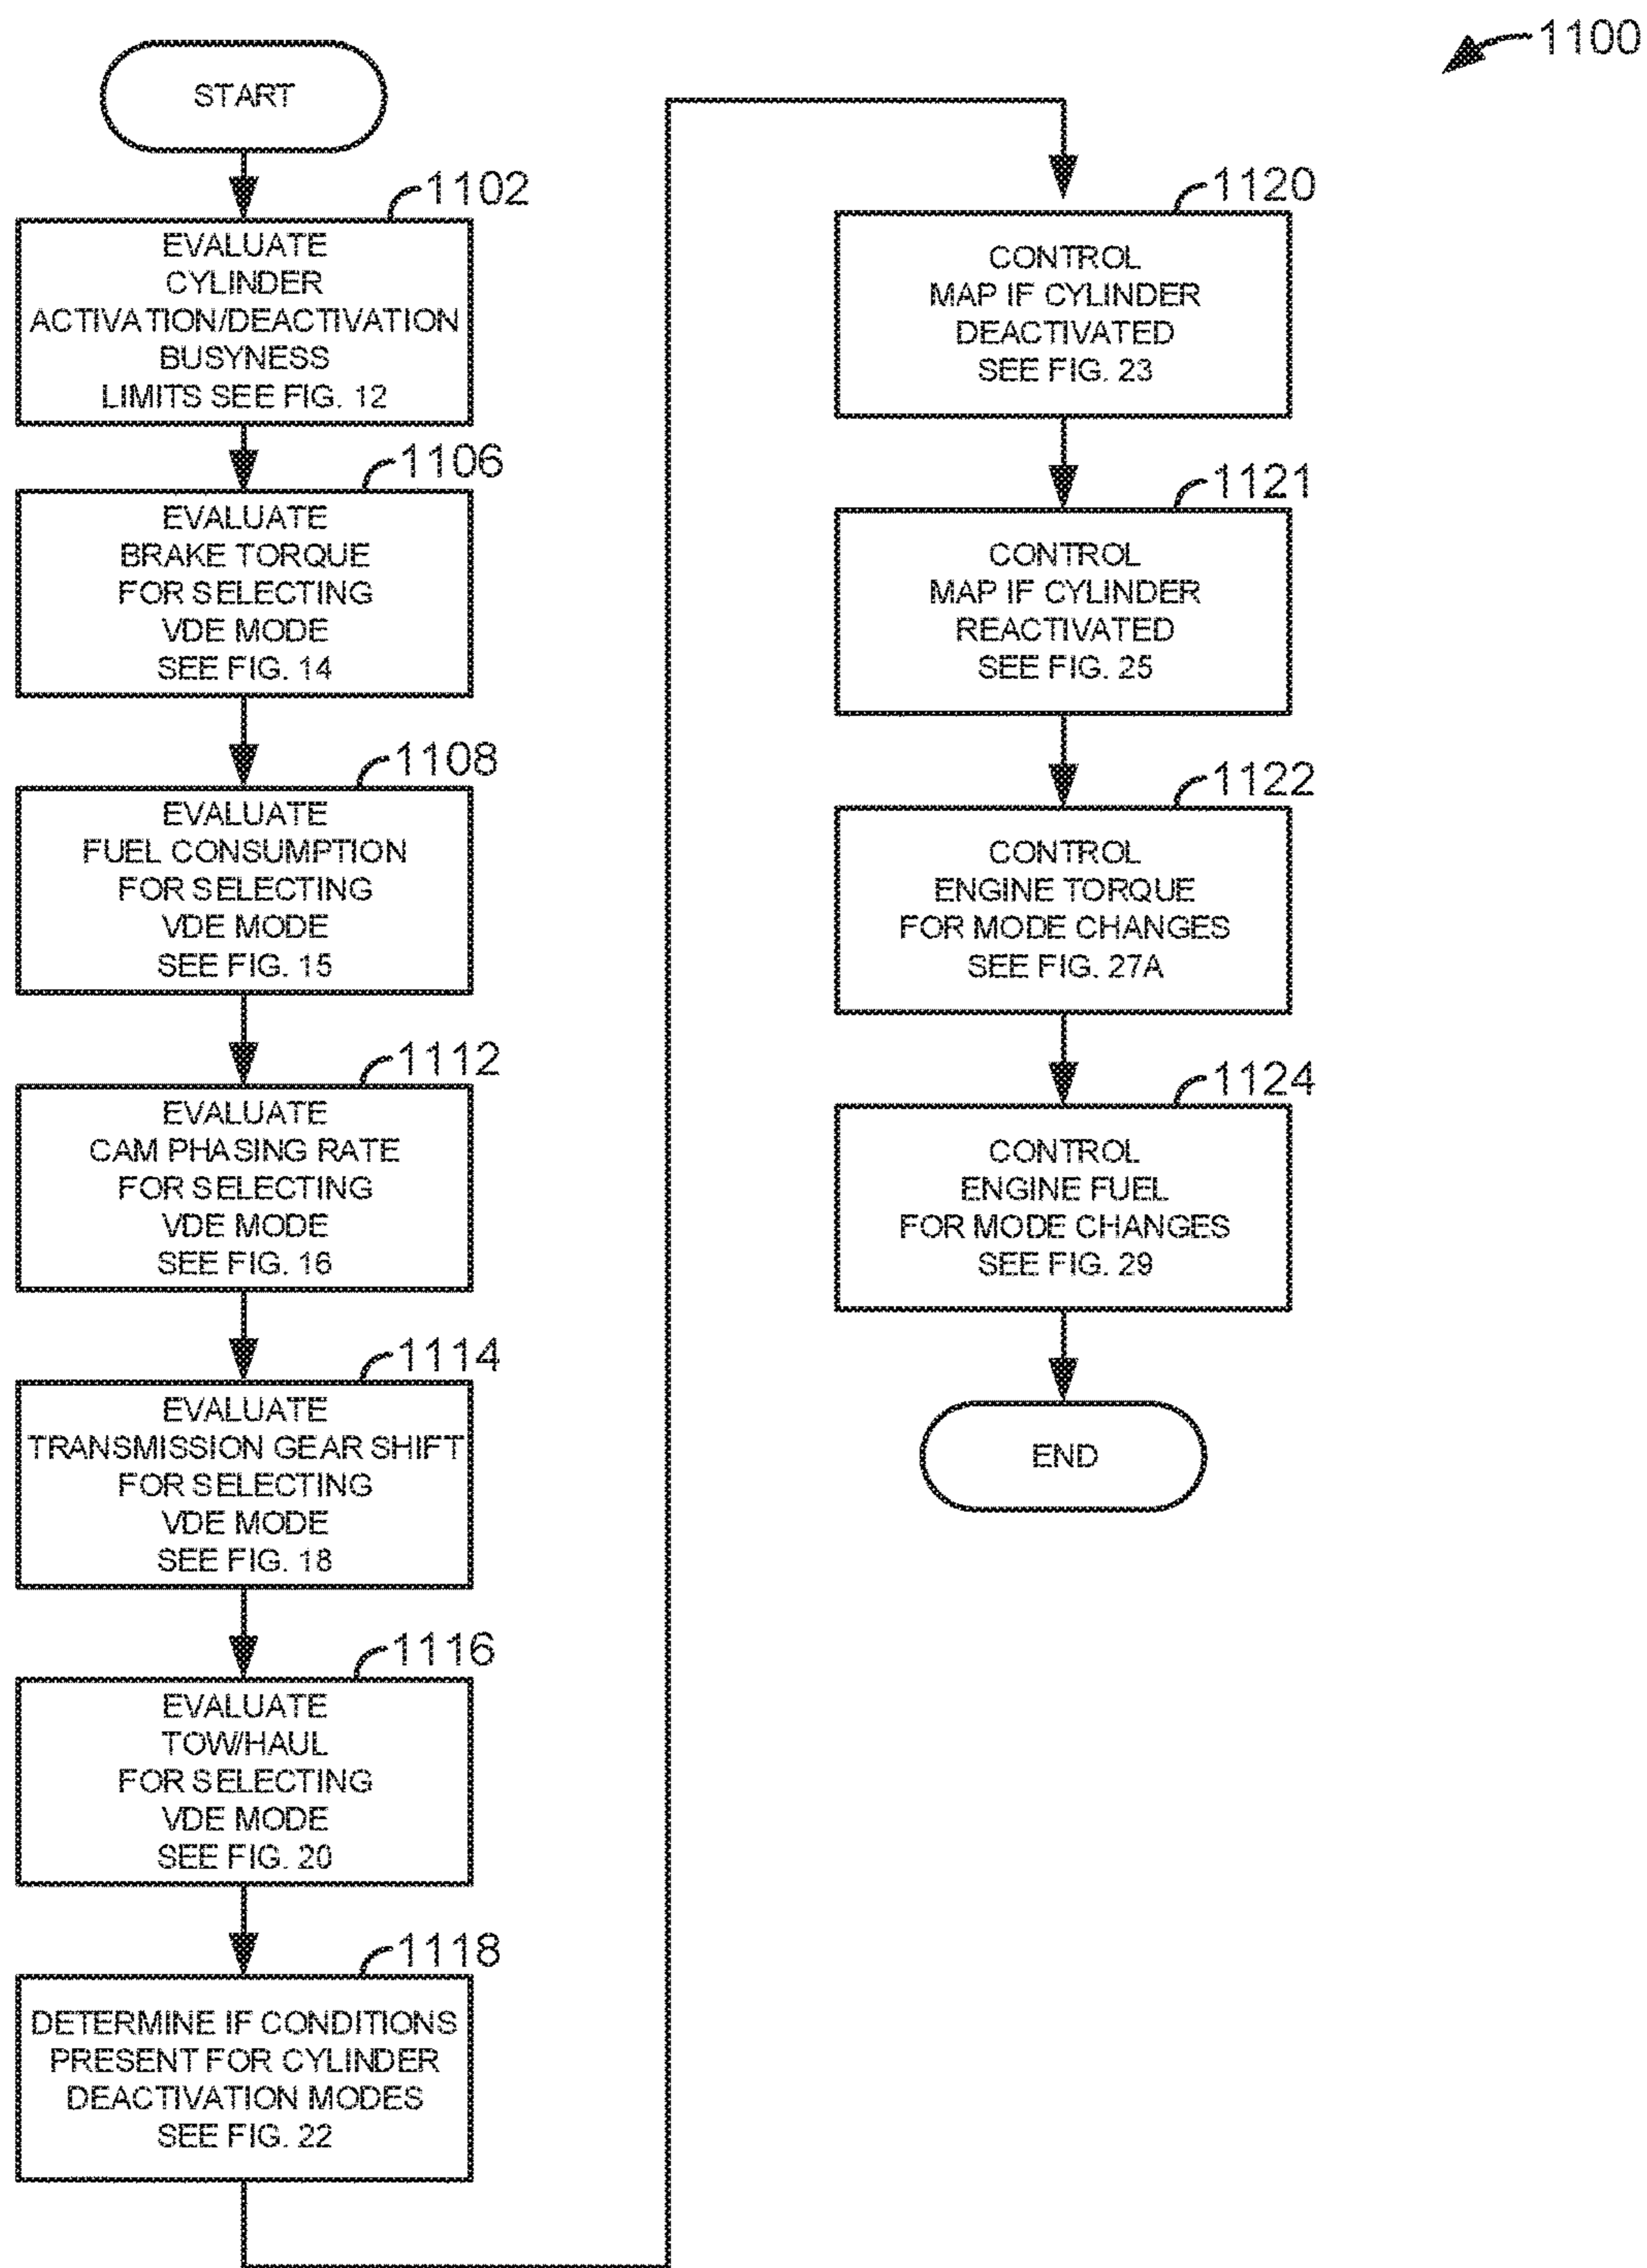 1100
START
1102
EVALUATE
CYLINDER
ACTIVATION/DEACTIVATION
BUSYNESS
LIMITS SEE FIG. 12
1106
EVALUATE
BRAKE TORQUE
FOR SELECTING
VDE MODE
SEE FIG. 14
1108
EVALUATE
FUEL CONSUMPTION
FOR SELECTING
VDE MODE
SEE FIG. 15
1112
EVALUATE
CAM PHASING RATE
FOR SELECTING
VDE MODE
SEE FIG. 16
1114
EVALUATE
TRANSMISSION GEAR SHIFT
FOR SELECTING
VDE MODE
SEE FIG. 18
1116
EVALUATE
TOW/HAUL
FOR SELECTING
VDE MODE
SEE FIG. 20
1118
DETERMINE IF CONDITIONS
PRESENT FOR CYLINDER
DEACTIVATION MODES
SEE FIG. 22
1120
CONTROL
MAP IF CYLINDER
DEACTIVATED
SEE FIG. 23
1121
CONTROL
MAP IF CYLINDER
REACTIVATED
SEE FIG. 25
1122
CONTROL
ENGINE TORQUE
FOR MODE CHANGES
SEE FIG. 27A
1124
CONTROL
ENGINE FUEL
FOR MODE CHANGES
SEE FIG. 29
END